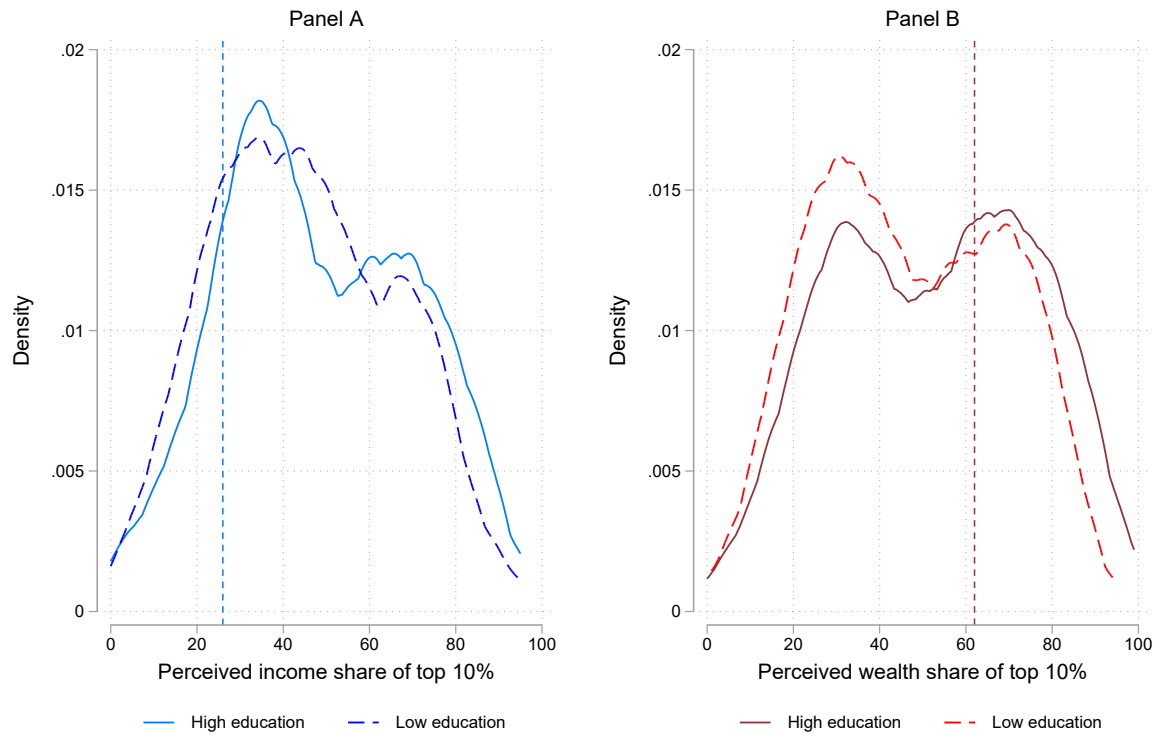 Panel A
.02
.015
.01
.005
0
Density
0 20 40 60 80 100
Perceived income share of top 10%
High education Low education
Panel B
.02
.015
.01
.005
0
Density
0 20 40 60 80 100
Perceived wealth share of top 10%
High education Low education